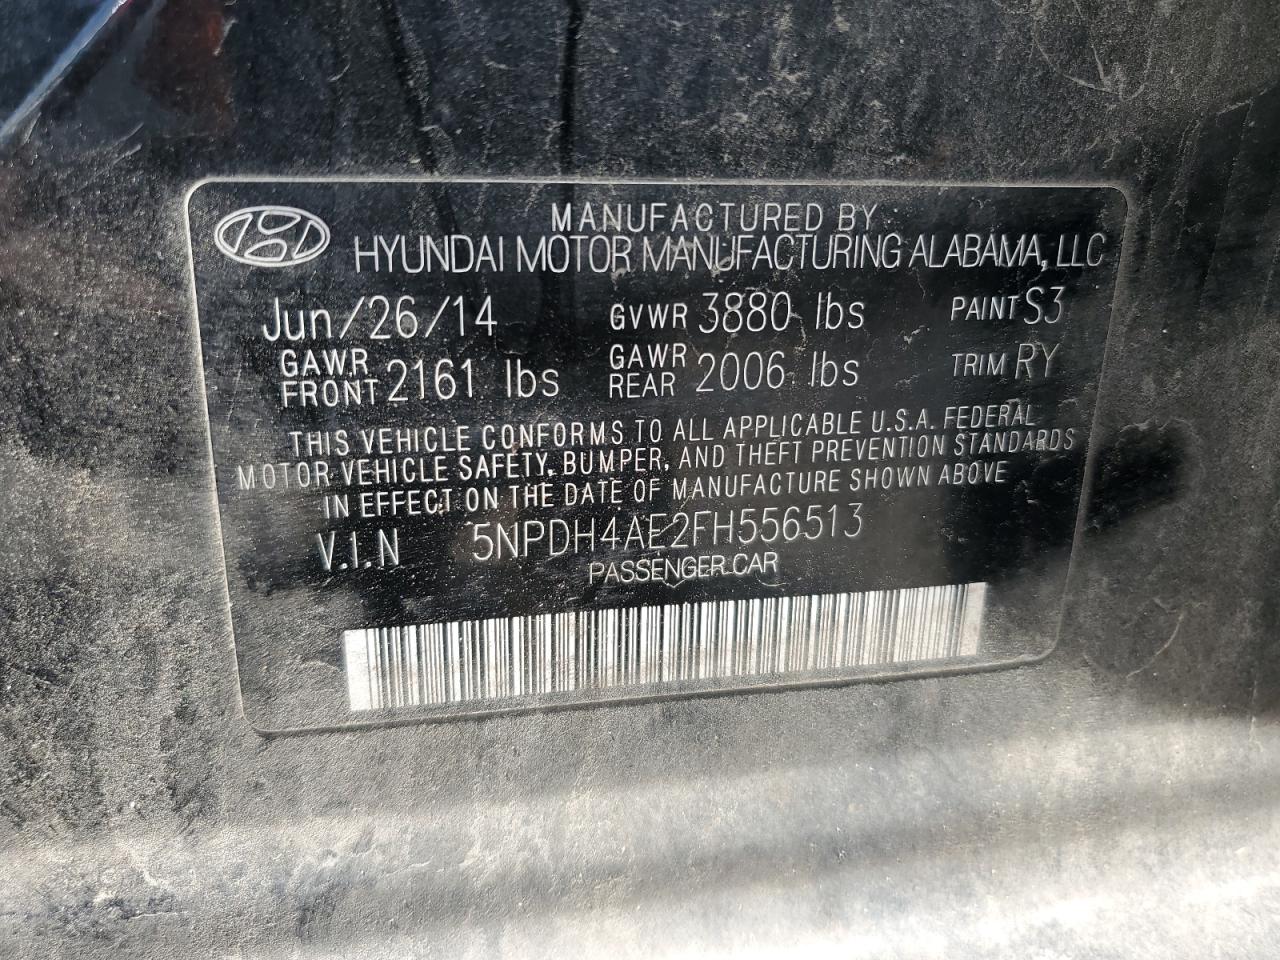 MANUFACTURED BY
HYUNDAI MOTOR MANUFACTURING ALABAMA, LLC
Jun/26/14 GVWR 3880 lbs PAINT S3
GAWR FRONT 2161 lbs GAWR REAR 2006 lbs TRIM RY
THIS VEHICLE CONFORMS TO ALL APPLICABLE U.S.A. FEDERAL
MOTOR VEHICLE SAFETY, BUMPER, AND THEFT PREVENTION STANDARDS
IN EFFECT ON THE DATE OF MANUFACTURE SHOWN ABOVE
V.I.N 5NPDH4AE2FH556513
PASSENGER CAR